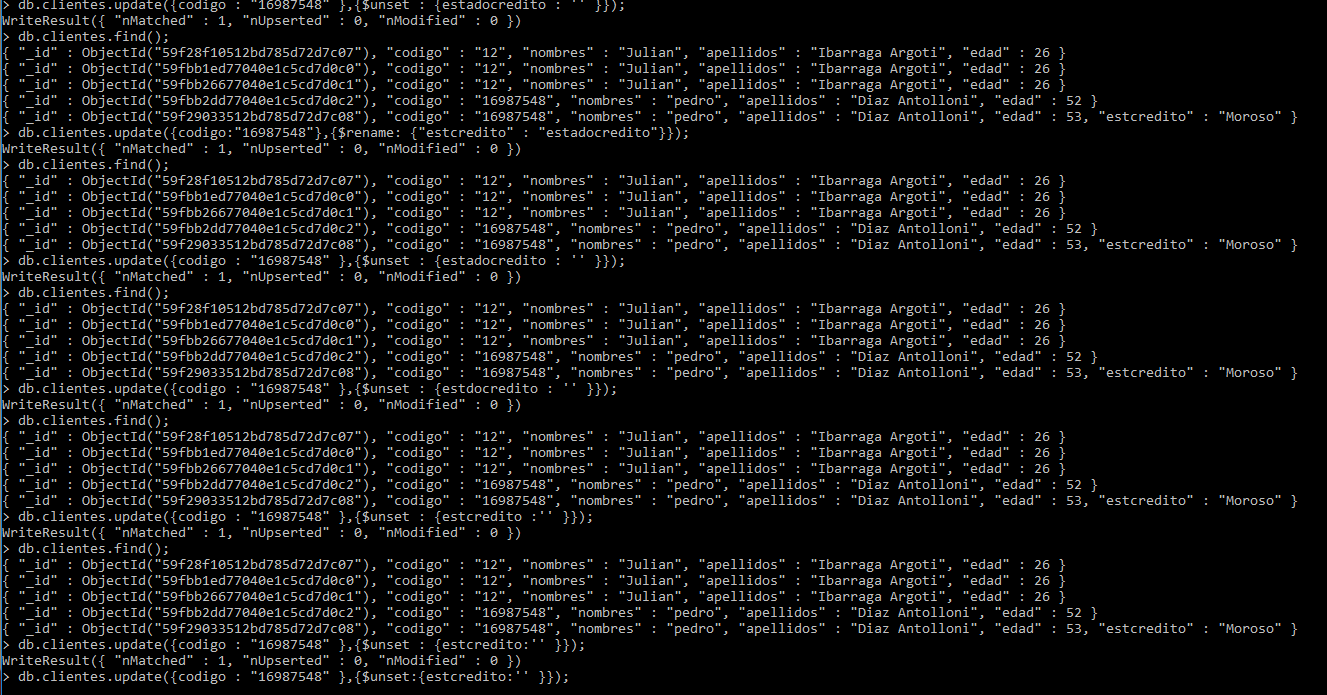 > db.clientes.update({codigo : "16987548" },{$unset : {estadocredito : '' }});
WriteResult({ "nMatched" : 1, "nUpserted" : 0, "nModified" : 0 })
> db.clientes.find();
{ "_id" : ObjectId("59f28f10512bd785d72d7c07"), "codigo" : "12", "nombres" : "Julian", "apellidos" : "Ibarraga Argoti", "edad" : 26 }
{ "_id" : ObjectId("59fbb1ed77040e1c5cd7d0c0"), "codigo" : "12", "nombres" : "Julian", "apellidos" : "Ibarraga Argoti", "edad" : 26 }
{ "_id" : ObjectId("59fbb26677040e1c5cd7d0c1"), "codigo" : "12", "nombres" : "Julian", "apellidos" : "Ibarraga Argoti", "edad" : 26 }
{ "_id" : ObjectId("59fbb2dd77040e1c5cd7d0c2"), "codigo" : "16987548", "nombres" : "pedro", "apellidos" : "Diaz Antolloni", "edad" : 52 }
{ "_id" : ObjectId("59f29033512bd785d72d7c08"), "codigo" : "16987548", "nombres" : "pedro", "apellidos" : "Diaz Antolloni", "edad" : 53, "estcredito" : "Moroso" }
> db.clientes.update({codigo:"16987548"},{$rename: {"estcredito" : "estadocredito"}});
WriteResult({ "nMatched" : 1, "nUpserted" : 0, "nModified" : 0 })
> db.clientes.find();
{ "_id" : ObjectId("59f28f10512bd785d72d7c07"), "codigo" : "12", "nombres" : "Julian", "apellidos" : "Ibarraga Argoti", "edad" : 26 }
{ "_id" : ObjectId("59fbb1ed77040e1c5cd7d0c0"), "codigo" : "12", "nombres" : "Julian", "apellidos" : "Ibarraga Argoti", "edad" : 26 }
{ "_id" : ObjectId("59fbb26677040e1c5cd7d0c1"), "codigo" : "12", "nombres" : "Julian", "apellidos" : "Ibarraga Argoti", "edad" : 26 }
{ "_id" : ObjectId("59fbb2dd77040e1c5cd7d0c2"), "codigo" : "16987548", "nombres" : "pedro", "apellidos" : "Diaz Antolloni", "edad" : 52 }
{ "_id" : ObjectId("59f29033512bd785d72d7c08"), "codigo" : "16987548", "nombres" : "pedro", "apellidos" : "Diaz Antolloni", "edad" : 53, "estcredito" : "Moroso" }
> db.clientes.update({codigo : "16987548" },{$unset : {estadocredito : '' }});
WriteResult({ "nMatched" : 1, "nUpserted" : 0, "nModified" : 0 })
> db.clientes.find();
{ "_id" : ObjectId("59f28f10512bd785d72d7c07"), "codigo" : "12", "nombres" : "Julian", "apellidos" : "Ibarraga Argoti", "edad" : 26 }
{ "_id" : ObjectId("59fbb1ed77040e1c5cd7d0c0"), "codigo" : "12", "nombres" : "Julian", "apellidos" : "Ibarraga Argoti", "edad" : 26 }
{ "_id" : ObjectId("59fbb26677040e1c5cd7d0c1"), "codigo" : "12", "nombres" : "Julian", "apellidos" : "Ibarraga Argoti", "edad" : 26 }
{ "_id" : ObjectId("59fbb2dd77040e1c5cd7d0c2"), "codigo" : "16987548", "nombres" : "pedro", "apellidos" : "Diaz Antolloni", "edad" : 52 }
{ "_id" : ObjectId("59f29033512bd785d72d7c08"), "codigo" : "16987548", "nombres" : "pedro", "apellidos" : "Diaz Antolloni", "edad" : 53, "estcredito" : "Moroso" }
> db.clientes.update({codigo : "16987548" },{$unset : {estdocredito : '' }});
WriteResult({ "nMatched" : 1, "nUpserted" : 0, "nModified" : 0 })
> db.clientes.find();
{ "_id" : ObjectId("59f28f10512bd785d72d7c07"), "codigo" : "12", "nombres" : "Julian", "apellidos" : "Ibarraga Argoti", "edad" : 26 }
{ "_id" : ObjectId("59fbb1ed77040e1c5cd7d0c0"), "codigo" : "12", "nombres" : "Julian", "apellidos" : "Ibarraga Argoti", "edad" : 26 }
{ "_id" : ObjectId("59fbb26677040e1c5cd7d0c1"), "codigo" : "12", "nombres" : "Julian", "apellidos" : "Ibarraga Argoti", "edad" : 26 }
{ "_id" : ObjectId("59fbb2dd77040e1c5cd7d0c2"), "codigo" : "16987548", "nombres" : "pedro", "apellidos" : "Diaz Antolloni", "edad" : 52 }
{ "_id" : ObjectId("59f29033512bd785d72d7c08"), "codigo" : "16987548", "nombres" : "pedro", "apellidos" : "Diaz Antolloni", "edad" : 53, "estcredito" : "Moroso" }
> db.clientes.update({codigo : "16987548" },{$unset : {estcredito :'' }});
WriteResult({ "nMatched" : 1, "nUpserted" : 0, "nModified" : 0 })
> db.clientes.find();
{ "_id" : ObjectId("59f28f10512bd785d72d7c07"), "codigo" : "12", "nombres" : "Julian", "apellidos" : "Ibarraga Argoti", "edad" : 26 }
{ "_id" : ObjectId("59fbb1ed77040e1c5cd7d0c0"), "codigo" : "12", "nombres" : "Julian", "apellidos" : "Ibarraga Argoti", "edad" : 26 }
{ "_id" : ObjectId("59fbb26677040e1c5cd7d0c1"), "codigo" : "12", "nombres" : "Julian", "apellidos" : "Ibarraga Argoti", "edad" : 26 }
{ "_id" : ObjectId("59fbb2dd77040e1c5cd7d0c2"), "codigo" : "16987548", "nombres" : "pedro", "apellidos" : "Diaz Antolloni", "edad" : 52 }
{ "_id" : ObjectId("59f29033512bd785d72d7c08"), "codigo" : "16987548", "nombres" : "pedro", "apellidos" : "Diaz Antolloni", "edad" : 53, "estcredito" : "Moroso" }
> db.clientes.update({codigo : "16987548" },{$unset : {estcredito:'' }});
WriteResult({ "nMatched" : 1, "nUpserted" : 0, "nModified" : 0 })
> db.clientes.update({codigo : "16987548" },{$unset:{estcredito:'' }});